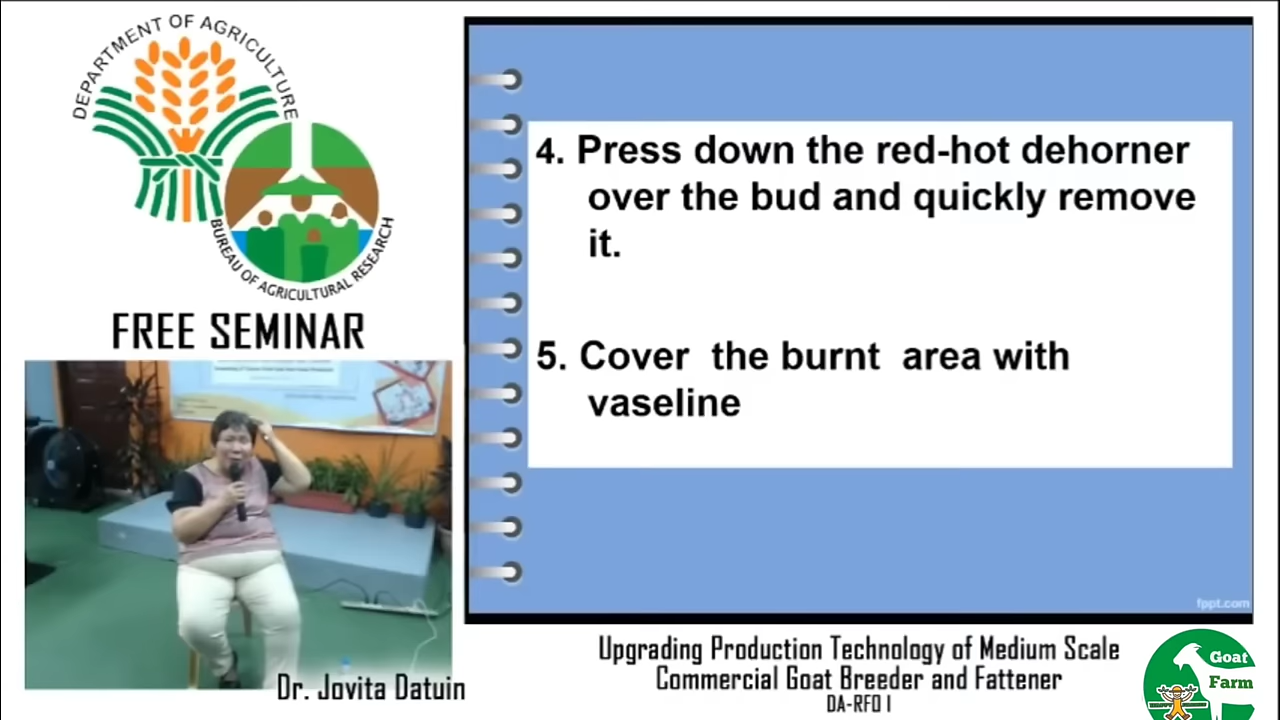 DEPARTMENT OF AGRICULTURE
BUREAU OF AGRICULTURAL RESEARCH
FREE SEMINAR
Dr. Jovita Datuin
4. Press down the red-hot dehorner
over the bud and quickly remove
it.
5. Cover the burnt area with
vaseline
fppt.com
Upgrading Production Technology of Medium Scale
Commercial Goat Breeder and Fattener
DA-RFO I
Goat
Farm